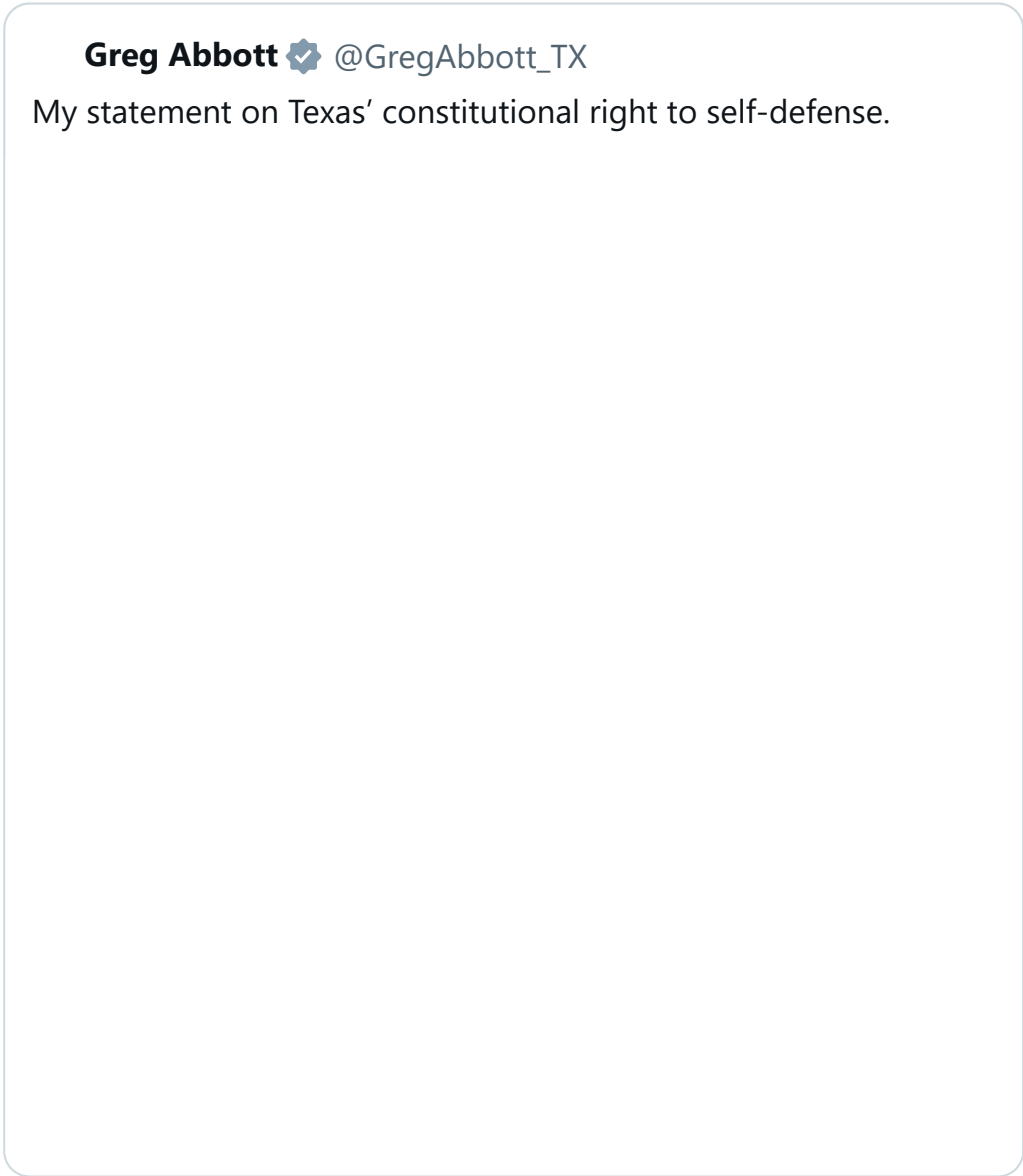 Greg Abbott @GregAbbott_TX
My statement on Texas’ constitutional right to self-defense.